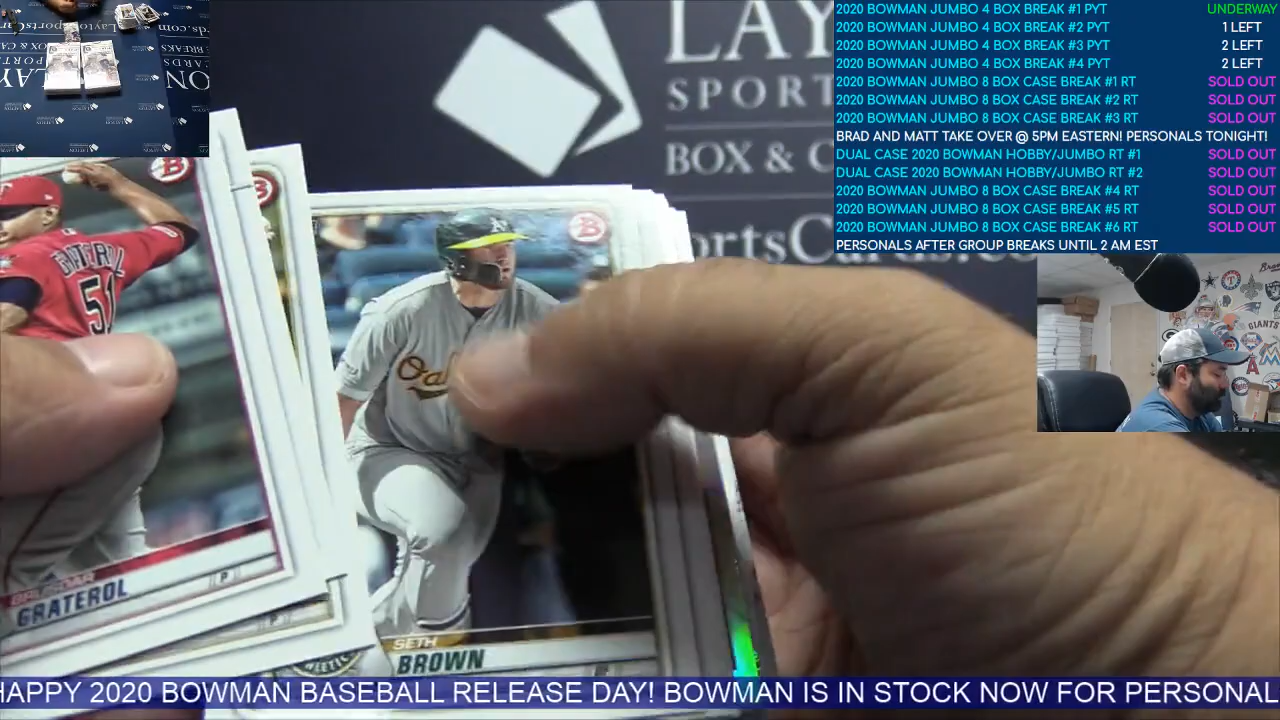 2020 BOWMAN JUMBO 4 BOX BREAK #1 PYT UNDERWAY
2020 BOWMAN JUMBO 4 BOX BREAK #2 PYT 1 LEFT
2020 BOWMAN JUMBO 4 BOX BREAK #3 PYT 2 LEFT
2020 BOWMAN JUMBO 4 BOX BREAK #4 PYT 2 LEFT
2020 BOWMAN JUMBO 8 BOX CASE BREAK #1 RT SOLD OUT
2020 BOWMAN JUMBO 8 BOX CASE BREAK #2 RT SOLD OUT
2020 BOWMAN JUMBO 8 BOX CASE BREAK #3 RT SOLD OUT
BRAD AND MATT TAKE OVER @ 5PM EASTERN! PERSONALS TONIGHT!
DUAL CASE 2020 BOWMAN HOBBY/JUMBO RT #1 SOLD OUT
DUAL CASE 2020 BOWMAN HOBBY/JUMBO RT #2 SOLD OUT
2020 BOWMAN JUMBO 8 BOX CASE BREAK #4 RT SOLD OUT
2020 BOWMAN JUMBO 8 BOX CASE BREAK #5 RT SOLD OUT
2020 BOWMAN JUMBO 8 BOX CASE BREAK #6 RT SOLD OUT
PERSONALS AFTER GROUP BREAKS UNTIL 2 AM EST
LAY
SPORT
BOX & C
ortsCards.co
B
B
51
Oa
GRATEROL
P
P
SETH
BROWN
GIANTS
HAPPY 2020 BOWMAN BASEBALL RELEASE DAY! BOWMAN IS IN STOCK NOW FOR PERSONAL